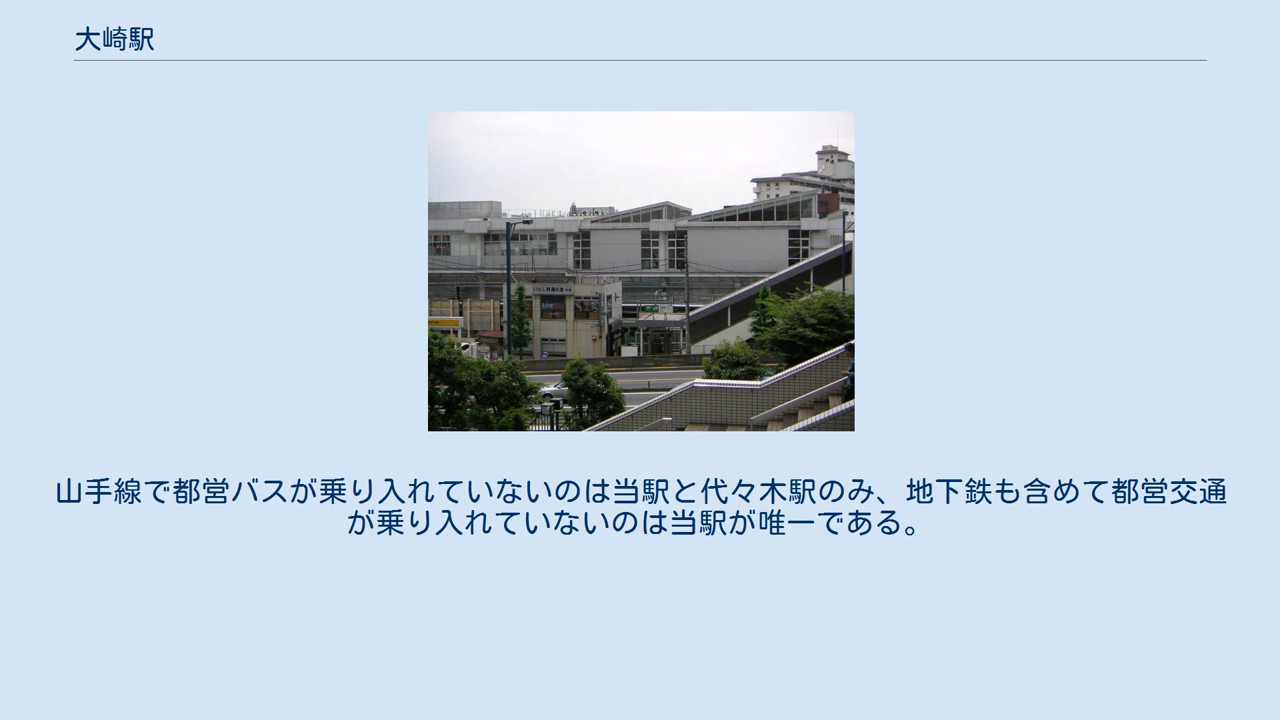 大崎駅
山手線で都営バスが乗り入れていないのは当駅と代々木駅のみ、地下鉄も含めて都営交通
が乗り入れていないのは当駅が唯一である。